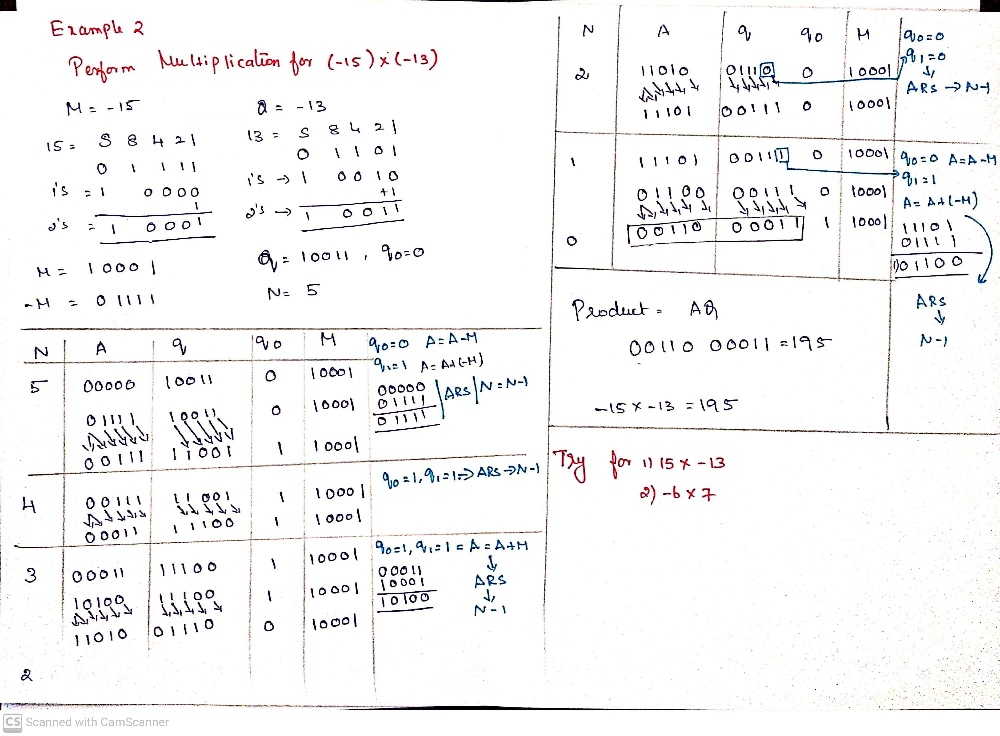 Example 2
Perform Multiplication for (-15) x (-13)
M = -15
Q = -13
15 = S 8 4 2 1
0 1 1 1 1
1's = 1 0 0 0 0
1
2's = 1 0 0 0 1
M = 1 0 0 0 1
-M = 0 1 1 1 1
13 = S 8 4 2 1
0 1 1 0 1
1's → 1 0 0 1 0
+1
2's → 1 0 0 1 1
Q = 10011 , q0=0
N = 5
N A q q0 M q0=0 A=A-M
q1=1 A=A+(-M)
5 00000 10011 0 10001 00000 ARS N=N-1
01111 10011 0 10001 01111
01111
00111 11001 1 10001
4 00111 11001 1 10001 q0=1, q1=1 => ARS → N-1
00011 11100 1 10001
3 00011 11100 1 10001 q0=1, q1=1 = A=A+M
↓
00011 ARS
10100 11100 1 10001 10001 ↓
10100 N-1
11010 01110 0 10001
2
N A q q0 M q0=0
q1=0
2 11010 01110 0 10001 ↓
ARS → N-1
11101 00111 0 10001
1 11101 00111 0 10001 q0=0 A=A-M
q1=1
01100 00111 0 10001 A=A+(-M)
00110 00011 1 10001 11101
0 01111
1)01100
ARS
↓
N-1
Product = AQ
00110 00011 = 195
-15 x -13 = 195
Try for 1) 15 x -13
2) -6 x 7
CS Scanned with CamScanner